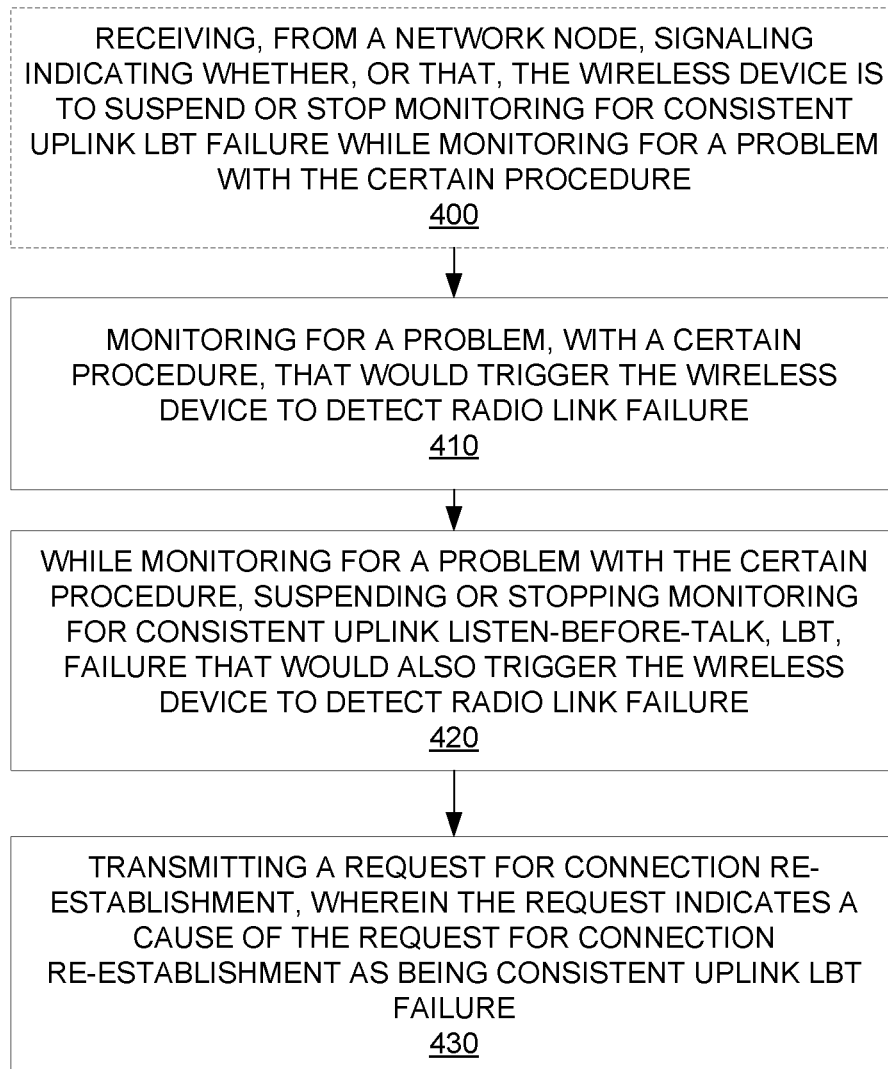 RECEIVING, FROM A NETWORK NODE, SIGNALING
INDICATING WHETHER, OR THAT, THE WIRELESS DEVICE IS
TO SUSPEND OR STOP MONITORING FOR CONSISTENT
UPLINK LBT FAILURE WHILE MONITORING FOR A PROBLEM
WITH THE CERTAIN PROCEDURE
400
MONITORING FOR A PROBLEM, WITH A CERTAIN
PROCEDURE, THAT WOULD TRIGGER THE WIRELESS
DEVICE TO DETECT RADIO LINK FAILURE
410
WHILE MONITORING FOR A PROBLEM WITH THE CERTAIN
PROCEDURE, SUSPENDING OR STOPPING MONITORING
FOR CONSISTENT UPLINK LISTEN-BEFORE-TALK, LBT,
FAILURE THAT WOULD ALSO TRIGGER THE WIRELESS
DEVICE TO DETECT RADIO LINK FAILURE
420
TRANSMITTING A REQUEST FOR CONNECTION RE-
ESTABLISHMENT, WHEREIN THE REQUEST INDICATES A
CAUSE OF THE REQUEST FOR CONNECTION
RE-ESTABLISHMENT AS BEING CONSISTENT UPLINK LBT
FAILURE
430